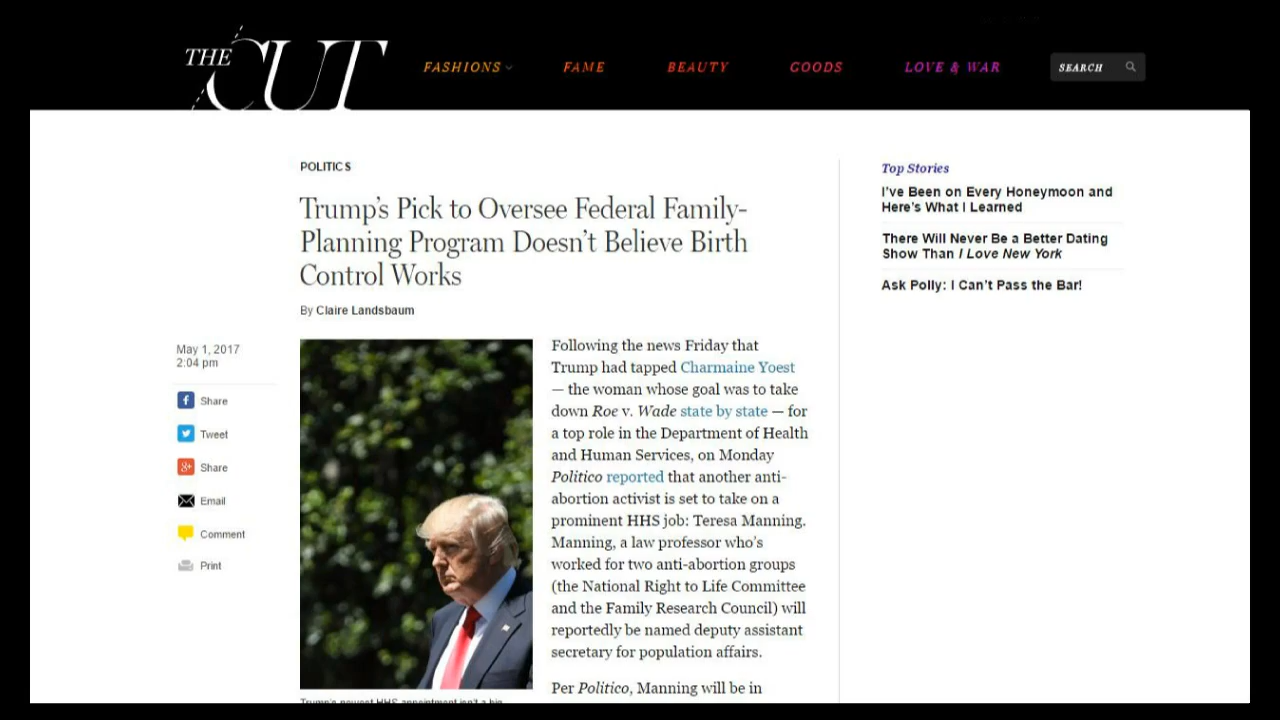 THE CUT
FASHIONS
FAME
BEAUTY
GOODS
LOVE & WAR
SEARCH
POLITICS
Trump's Pick to Oversee Federal Family-
Planning Program Doesn't Believe Birth
Control Works
By Claire Landsbaum
May 1, 2017
2:04 pm
Share
Tweet
Share
Email
Comment
Print
Following the news Friday that
Trump had tapped Charmaine Yoest
— the woman whose goal was to take
down Roe v. Wade state by state — for
a top role in the Department of Health
and Human Services, on Monday
Politico reported that another anti-
abortion activist is set to take on a
prominent HHS job: Teresa Manning.
Manning, a law professor who's
worked for two anti-abortion groups
(the National Right to Life Committee
and the Family Research Council) will
reportedly be named deputy assistant
secretary for population affairs.
Per Politico, Manning will be in
Trump's newest HHS appointment isn't a big
Top Stories
I've Been on Every Honeymoon and
Here's What I Learned
There Will Never Be a Better Dating
Show Than I Love New York
Ask Polly: I Can't Pass the Bar!